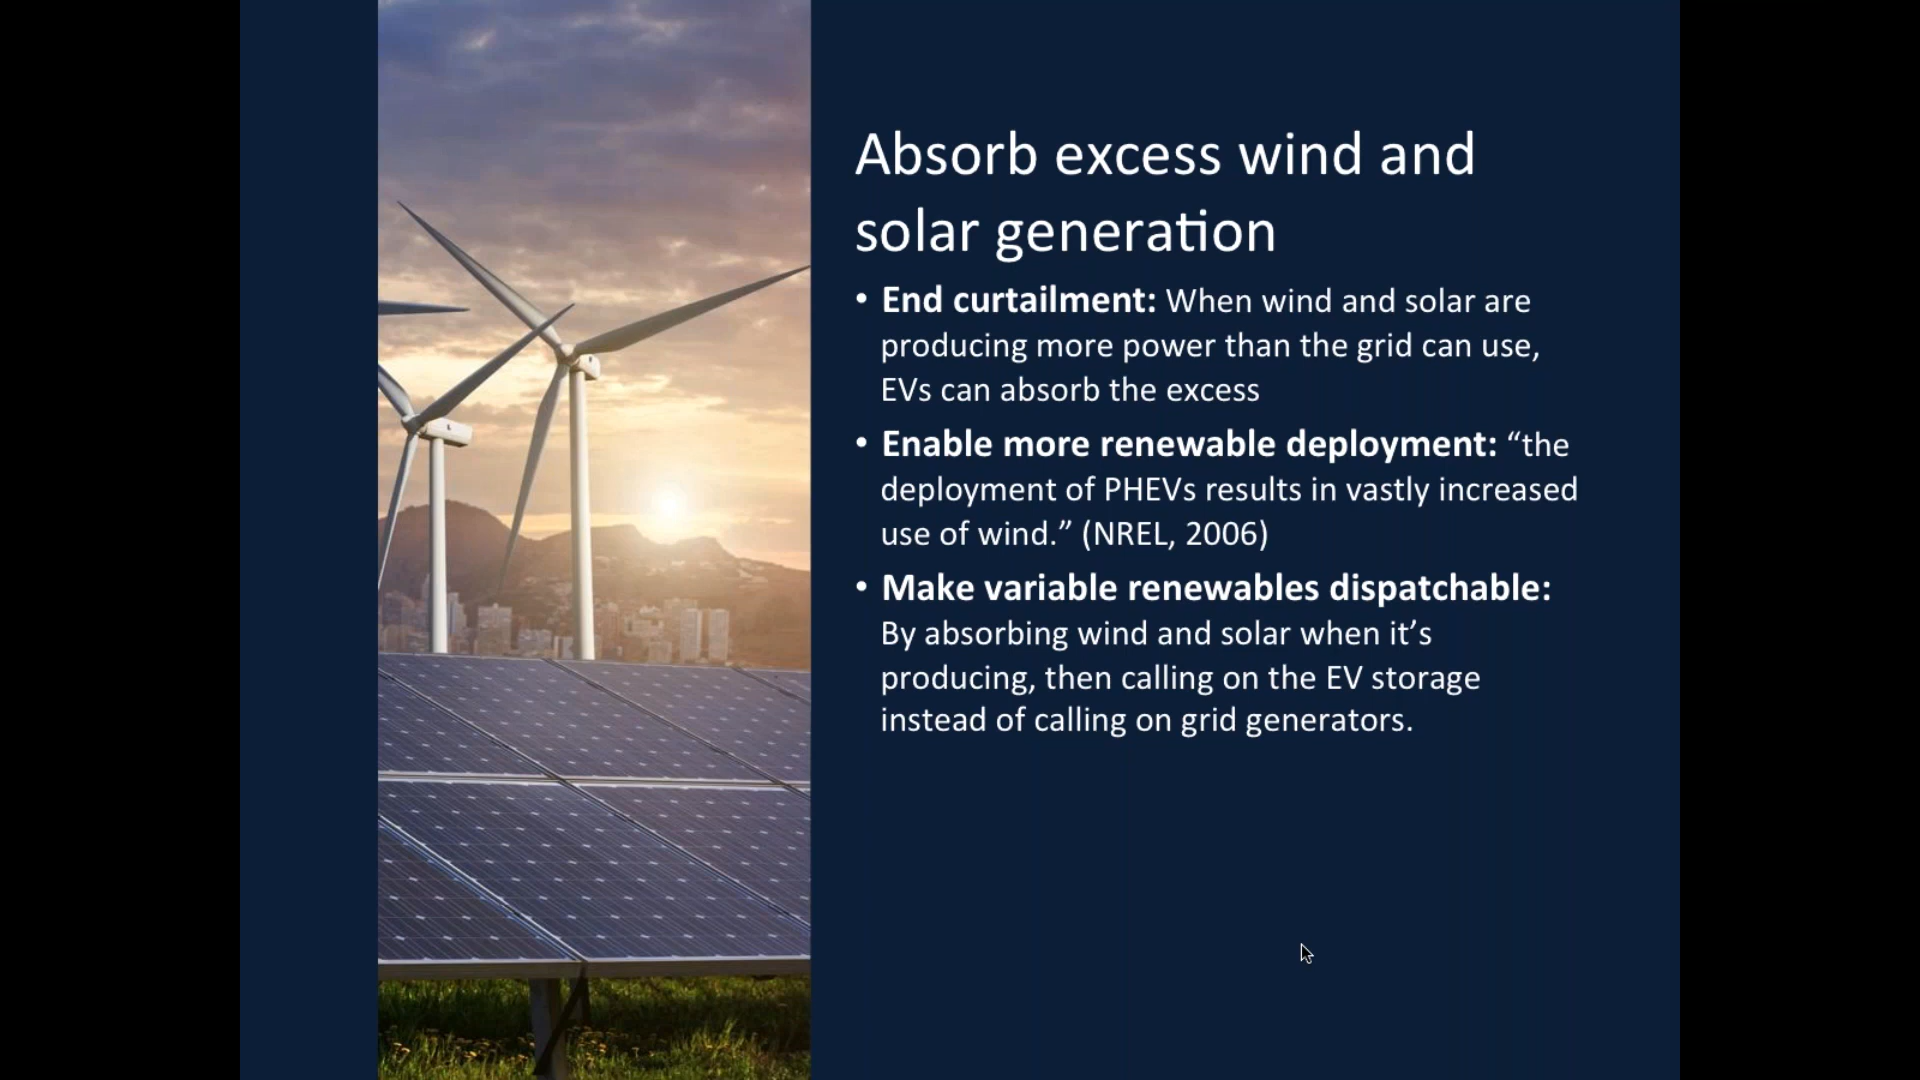 Absorb excess wind and
solar generation
• End curtailment: When wind and solar are
producing more power than the grid can use,
EVs can absorb the excess
• Enable more renewable deployment: “the
deployment of PHEVs results in vastly increased
use of wind.” (NREL, 2006)
• Make variable renewables dispatchable:
By absorbing wind and solar when it’s
producing, then calling on the EV storage
instead of calling on grid generators.